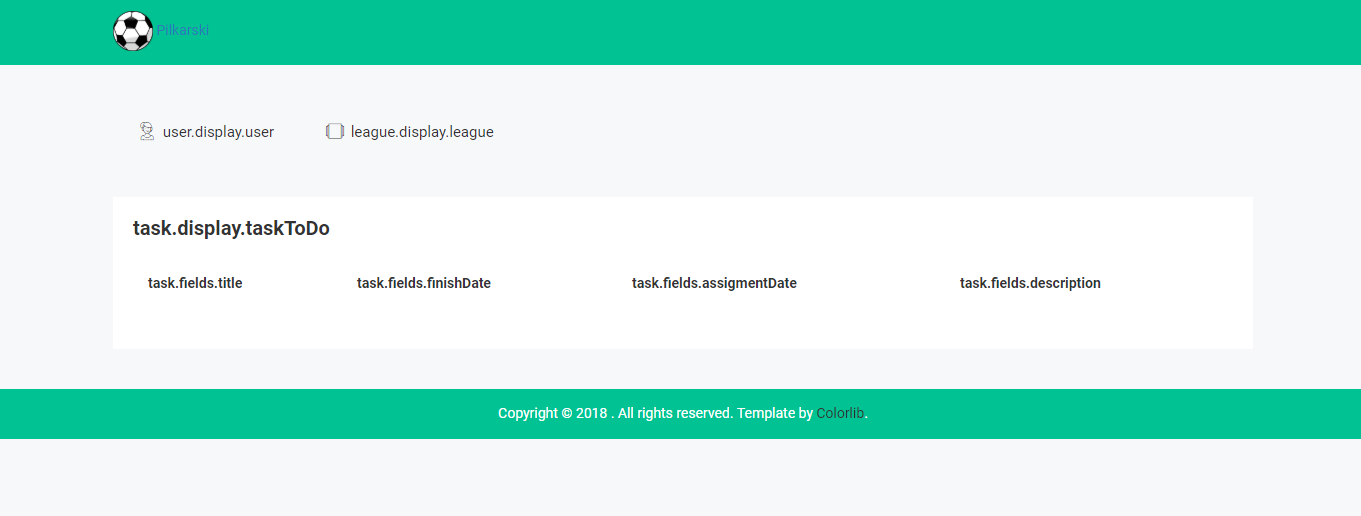 Pilkarski
user.display.user league.display.league
task.display.taskToDo
task.fields.title task.fields.finishDate task.fields.assigmentDate task.fields.description
Copyright © 2018 . All rights reserved. Template by Colorlib.